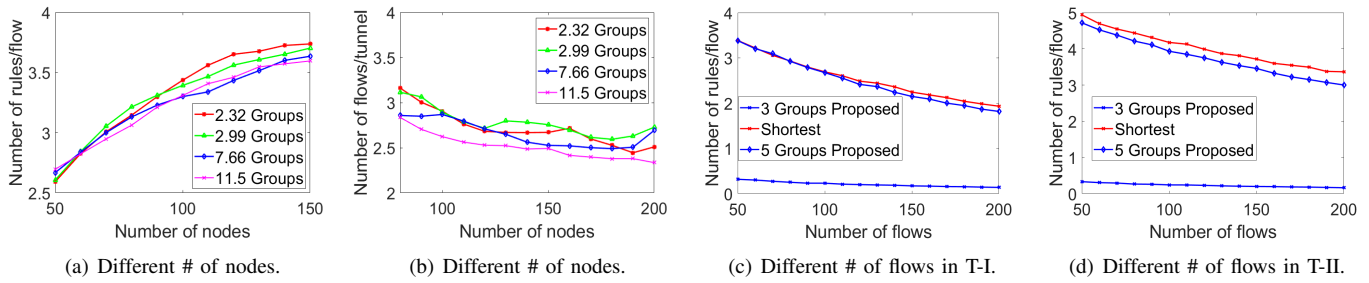 Number of rules/flow
4
3.5
3
2.5
50
100
150
Number of nodes
2.32 Groups
2.99 Groups
7.66 Groups
11.5 Groups
(a) Different # of nodes.
Number of flows/tunnel
4
3.5
3
2.5
2
100
150
200
Number of nodes
2.32 Groups
2.99 Groups
7.66 Groups
11.5 Groups
(b) Different # of nodes.
Number of rules/flow
4
3
2
1
0
50
100
150
200
Number of flows
3 Groups Proposed
Shortest
5 Groups Proposed
(c) Different # of flows in T-I.
Number of rules/flow
5
4
3
2
1
0
50
100
150
200
Number of flows
3 Groups Proposed
Shortest
5 Groups Proposed
(d) Different # of flows in T-II.